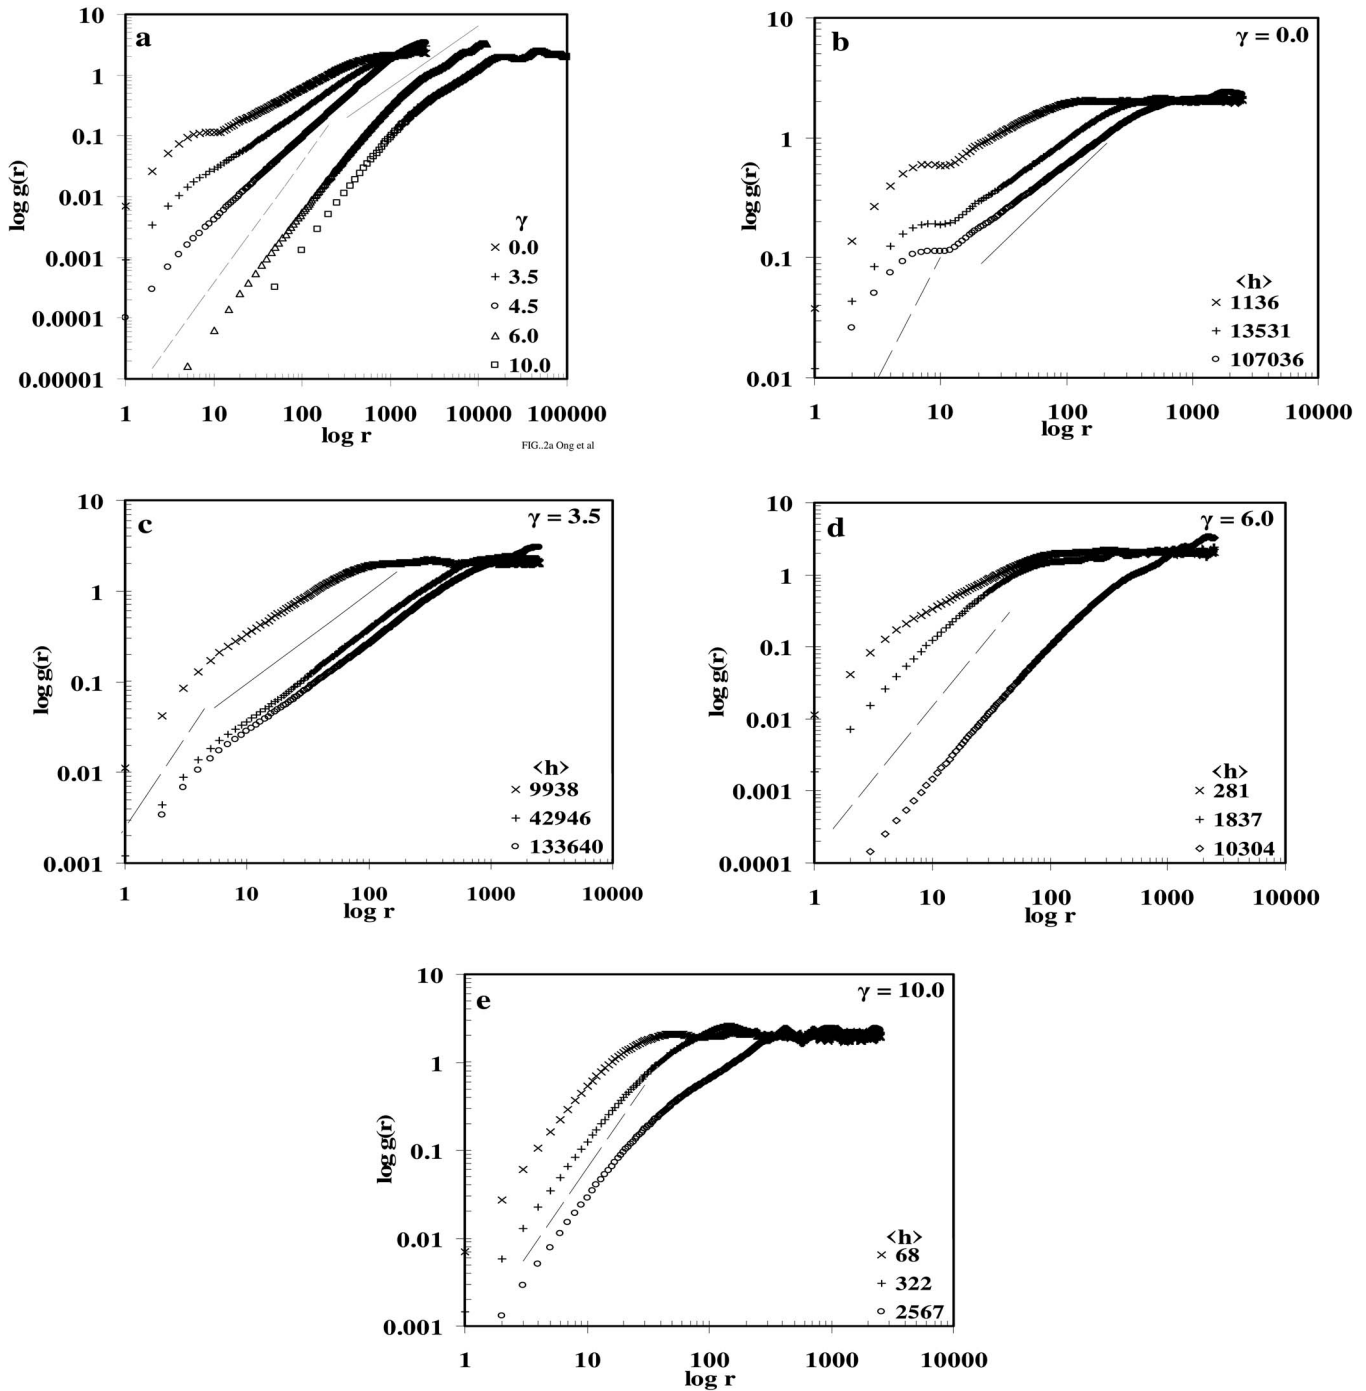 a
10
1
0.1
0.01
0.001
0.0001
0.00001
log g(r)
γ
0.0
3.5
4.5
6.0
10.0
1 10 100 1000 10000 100000
log r
FIG..2a Ong et al
b
γ = 0.0
10
1
0.1
0.01
log g(r)
<h>
1136
13531
107036
1 10 100 1000 10000
log r
c
γ = 3.5
10
1
0.1
0.01
0.001
log g(r)
<h>
9938
42946
133640
1 10 100 1000 10000
log r
d
γ = 6.0
10
1
0.1
0.01
0.001
0.0001
log g(r)
<h>
281
1837
10304
1 10 100 1000 10000
log r
e
γ = 10.0
10
1
0.1
0.01
0.001
log g(r)
<h>
68
322
2567
1 10 100 1000 10000
log r